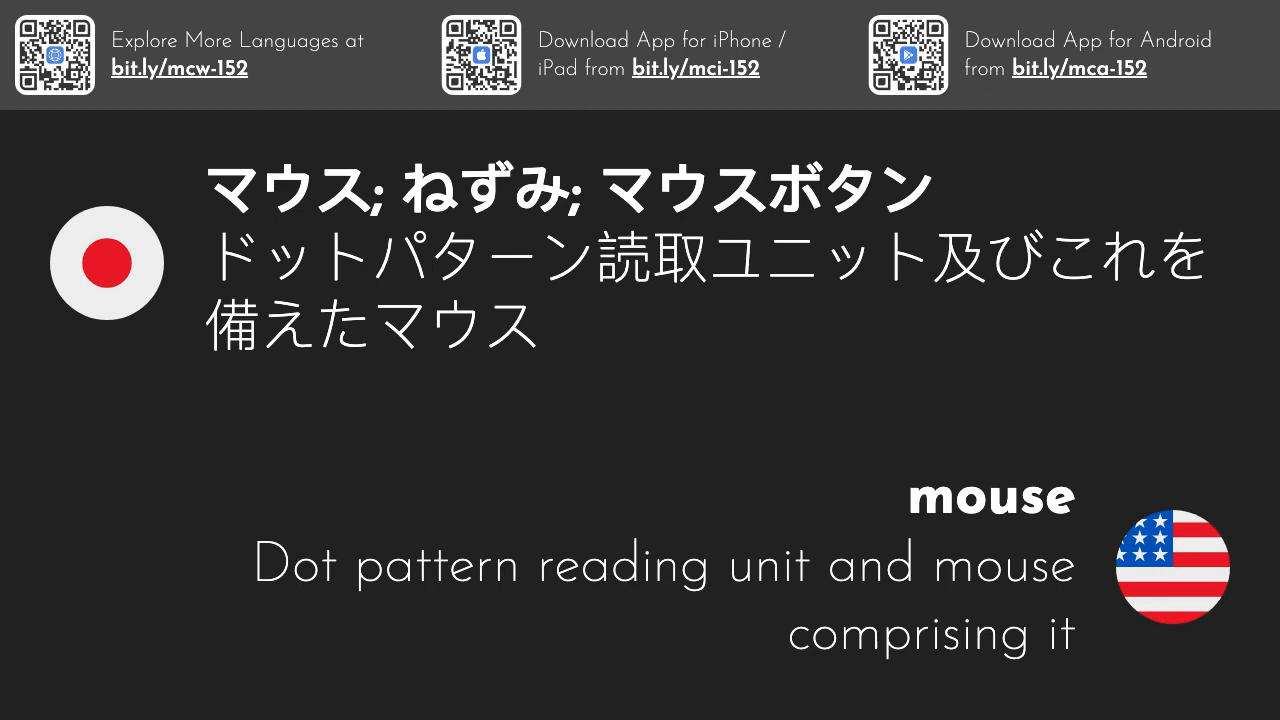 Explore More Languages at
bit.ly/mcw-152
Download App for iPhone /
iPad from bit.ly/mci-152
Download App for Android
from bit.ly/mca-152
マウス; ねずみ; マウスボタン
ドットパターン読取ユニット及びこれを
備えたマウス
mouse
Dot pattern reading unit and mouse
comprising it